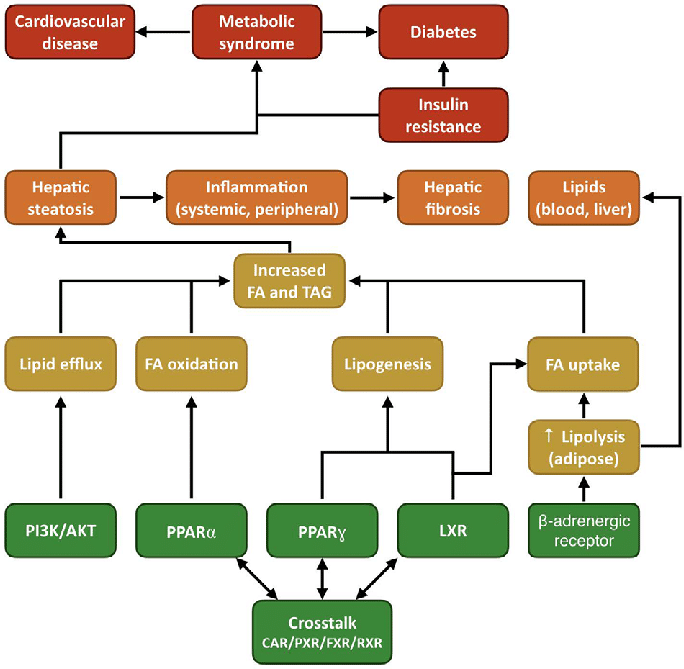 Cardiovascular
disease
Metabolic
syndrome
Diabetes
Insulin
resistance
Hepatic
steatosis
Inflammation
(systemic, peripheral)
Hepatic
fibrosis
Lipids
(blood, liver)
Increased
FA and TAG
Lipid efflux
FA oxidation
Lipogenesis
FA uptake
↑ Lipolysis
(adipose)
PI3K/AKT
PPARα
PPARɣ
LXR
β-adrenergic
receptor
Crosstalk
CAR/PXR/FXR/RXR